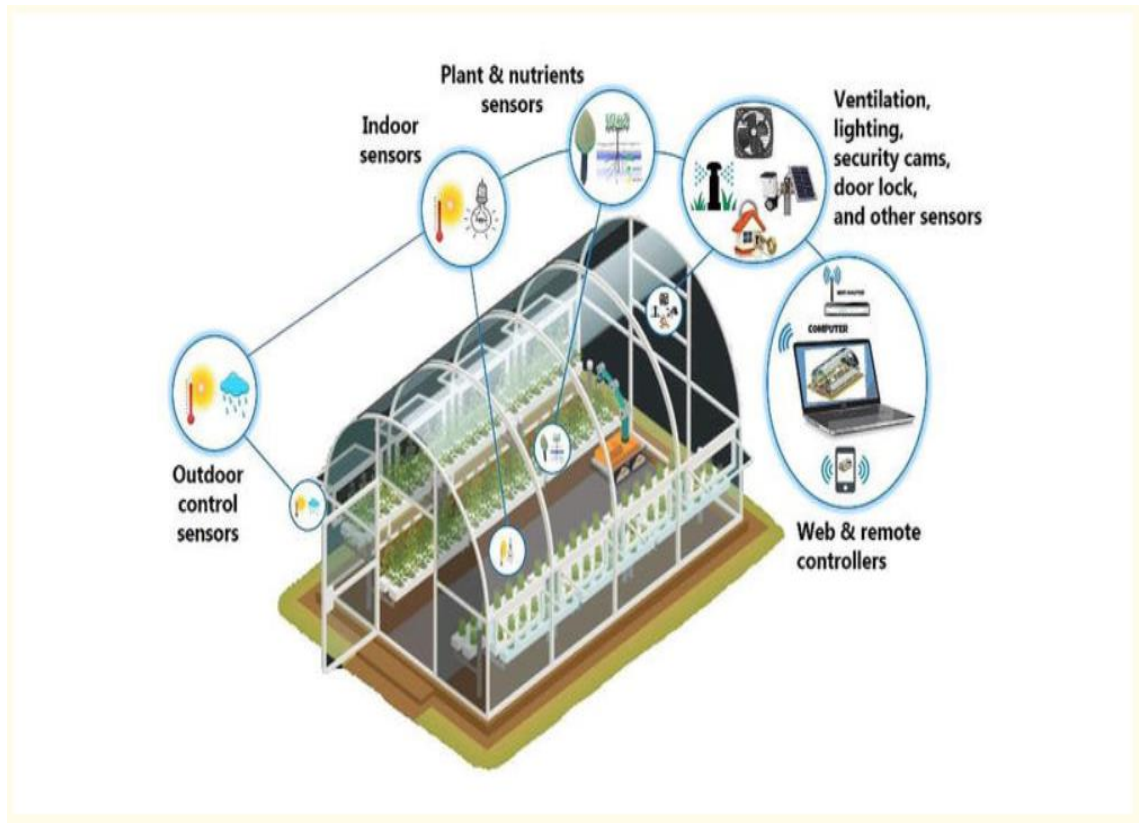 Plant & nutrients
sensors
Indoor
sensors
Ventilation,
lighting,
security cams,
door lock,
and other sensors
COMPUTER
Outdoor
control
sensors
Web & remote
controllers